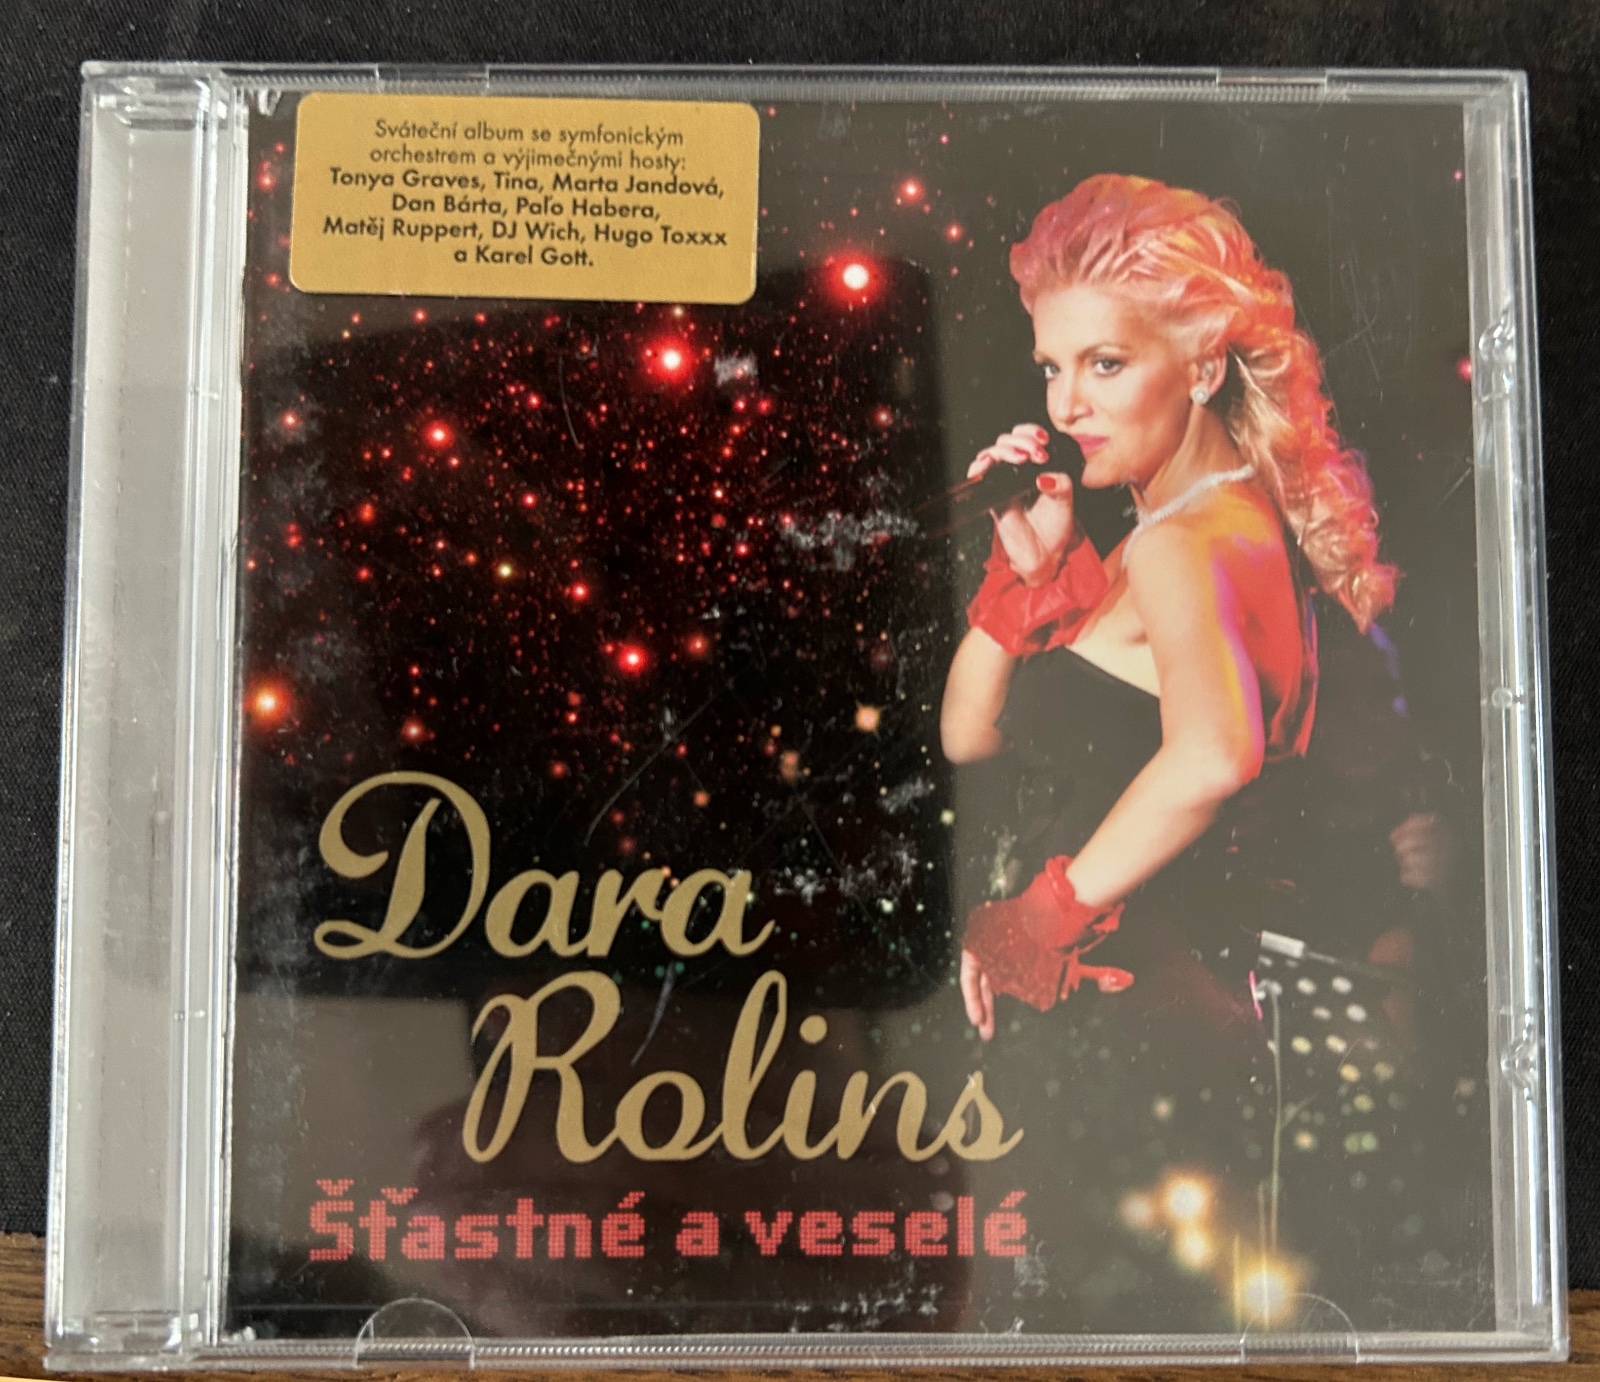 Sváteční album se symfonickým
orchestrem a výjimečnými hosty:
Tonya Graves, Tina, Marta Jandová,
Dan Bárta, Paľo Habera,
Matěj Ruppert, DJ Wich, Hugo Toxxx
a Karel Gott.
Dara
Rolins
Šťastné a veselé